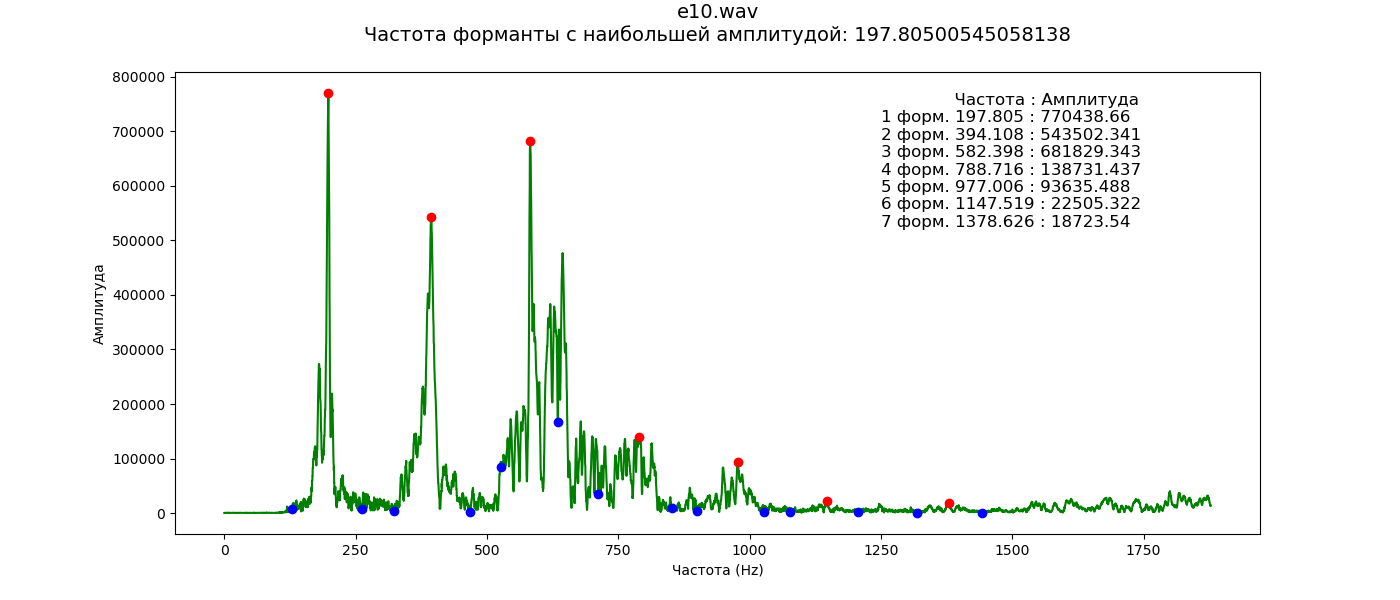 e10.wav
Частота форманты с наибольшей амплитудой: 197.80500545058138
800000
700000
600000
500000
400000
300000
200000
100000
0
Амплитуда
Частота : Амплитуда
1 форм. 197.805 : 770438.66
2 форм. 394.108 : 543502.341
3 форм. 582.398 : 681829.343
4 форм. 788.716 : 138731.437
5 форм. 977.006 : 93635.488
6 форм. 1147.519 : 22505.322
7 форм. 1378.626 : 18723.54
0 250 500 750 1000 1250 1500 1750
Частота (Hz)